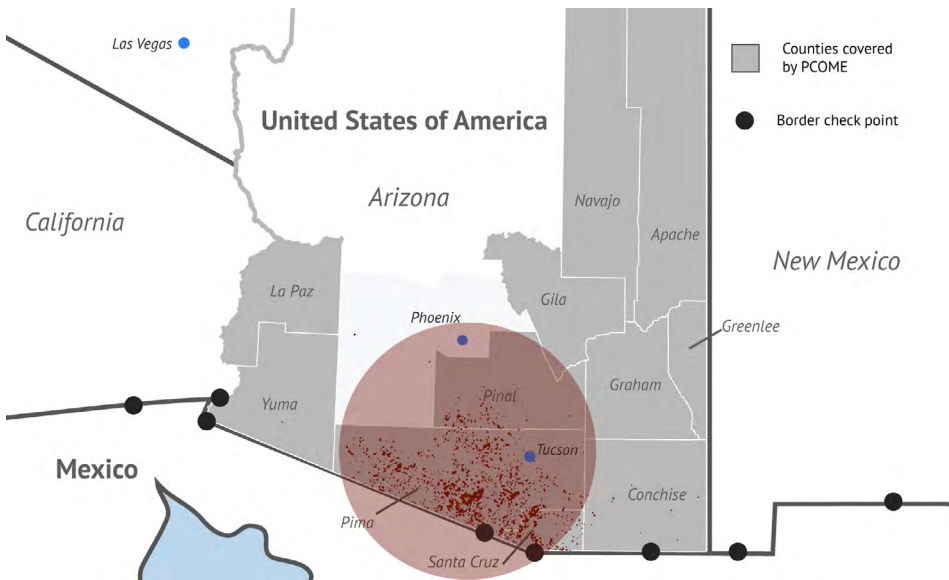 Las Vegas
Counties covered
by PCOME
United States of America
Border check point
Arizona
Navajo
California
Apache
New Mexico
La Paz
Gila
Phoenix
Greenlee
Graham
Yuma
Pinal
Tucson
Mexico
Conchise
Pima
Santa Cruz